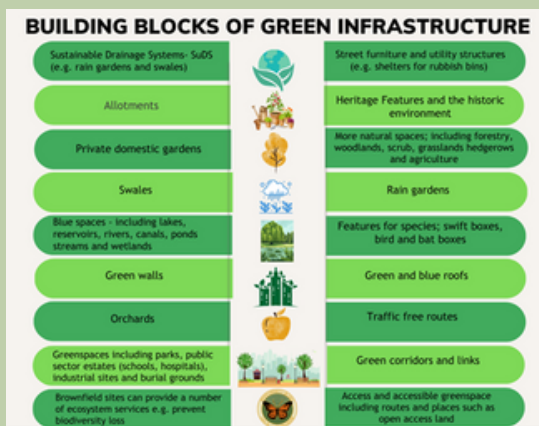 BUILDING BLOCKS OF GREEN INFRASTRUCTURE
Sustainable Drainage Systems- SuDS
(e.g. rain gardens and swales)
Street furniture and utility structures
(e.g. shelters for rubbish bins)
Allotments
Heritage Features and the historic
environment
Private domestic gardens
More natural spaces; including forestry,
woodlands, scrub, grasslands hedgerows
and agriculture
Swales
Rain gardens
Blue spaces - including lakes,
reservoirs, rivers, canals, ponds
streams and wetlands
Features for species; swift boxes,
bird and bat boxes
Green walls
Green and blue roofs
Orchards
Traffic free routes
Greenspaces including parks, public
sector estates (schools, hospitals),
industrial sites and burial grounds
Green corridors and links
Brownfield sites can provide a number
of ecosystem services e.g. prevent
biodiversity loss
Access and accessible greenspace
including routes and places such as
open access land